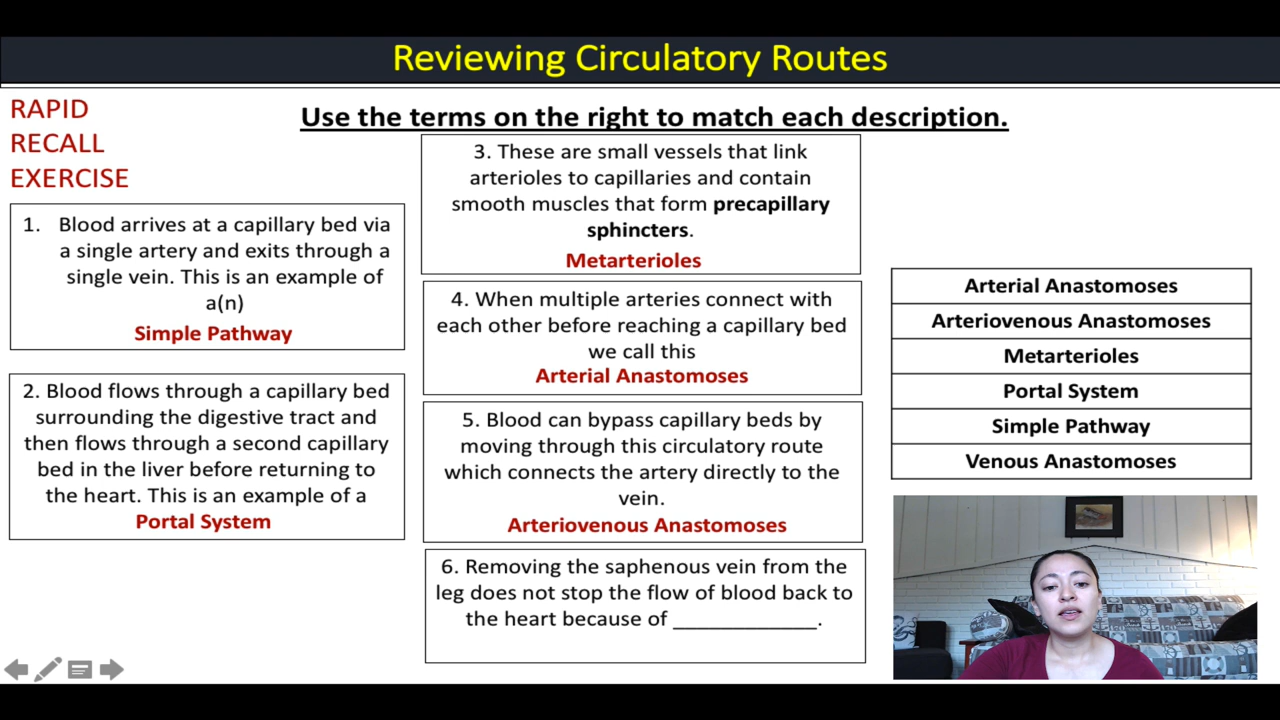 Reviewing Circulatory Routes
RAPID
RECALL
EXERCISE
Use the terms on the right to match each description.
1. Blood arrives at a capillary bed via
a single artery and exits through a
single vein. This is an example of
a(n)
Simple Pathway
2. Blood flows through a capillary bed
surrounding the digestive tract and
then flows through a second capillary
bed in the liver before returning to
the heart. This is an example of a
Portal System
3. These are small vessels that link
arterioles to capillaries and contain
smooth muscles that form precapillary
sphincters.
Metarterioles
4. When multiple arteries connect with
each other before reaching a capillary bed
we call this
Arterial Anastomoses
5. Blood can bypass capillary beds by
moving through this circulatory route
which connects the artery directly to the
vein.
Arteriovenous Anastomoses
6. Removing the saphenous vein from the
leg does not stop the flow of blood back to
the heart because of _____________.
Arterial Anastomoses
Arteriovenous Anastomoses
Metarterioles
Portal System
Simple Pathway
Venous Anastomoses